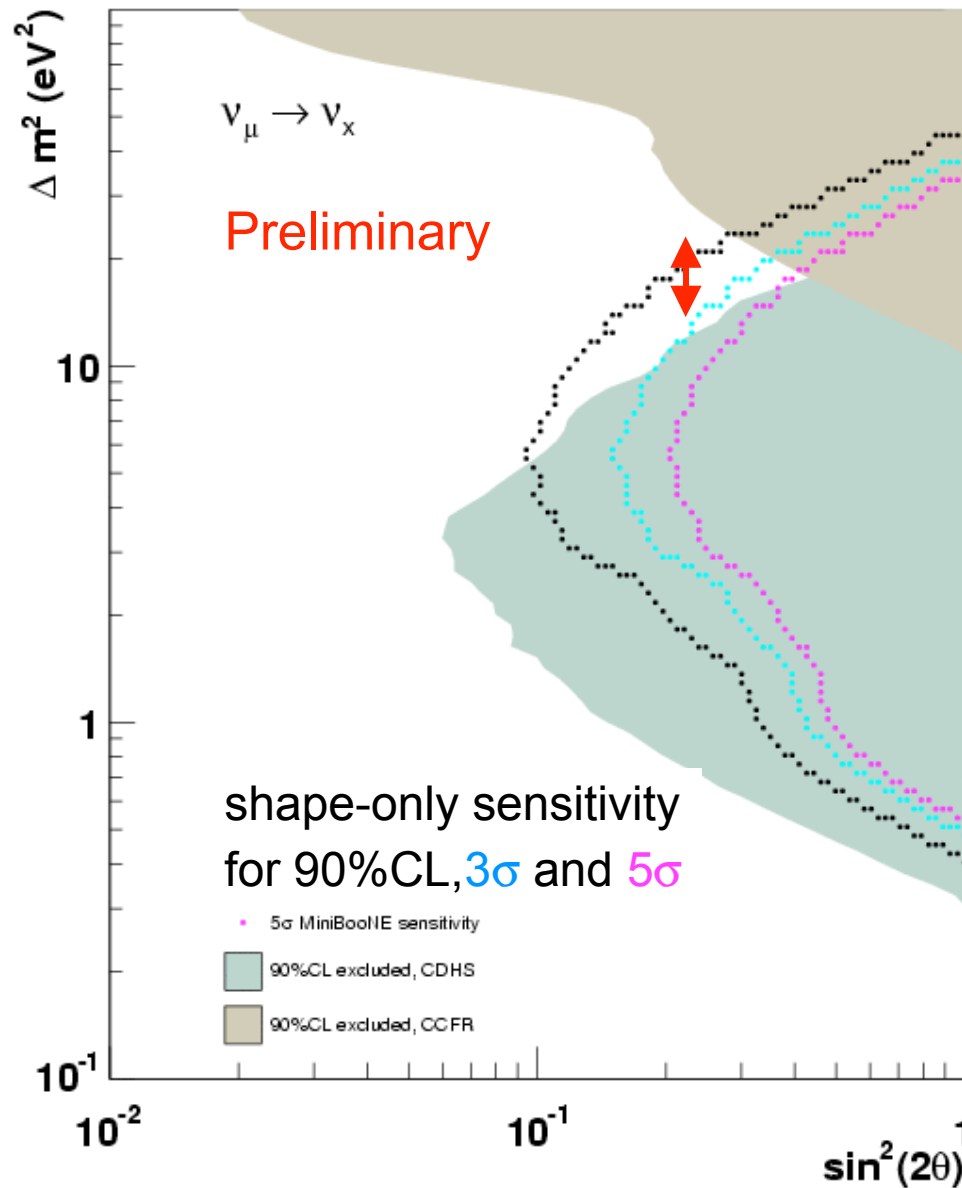 Δ m² (eV²)
ν_μ → ν_x
Preliminary
10
1
shape-only sensitivity
for 90%CL,3σ and 5σ
5σ MiniBooNE sensitivity
90%CL excluded, CDHS
90%CL excluded, CCFR
10⁻¹
10⁻² 10⁻¹ 1
sin²(2θ)